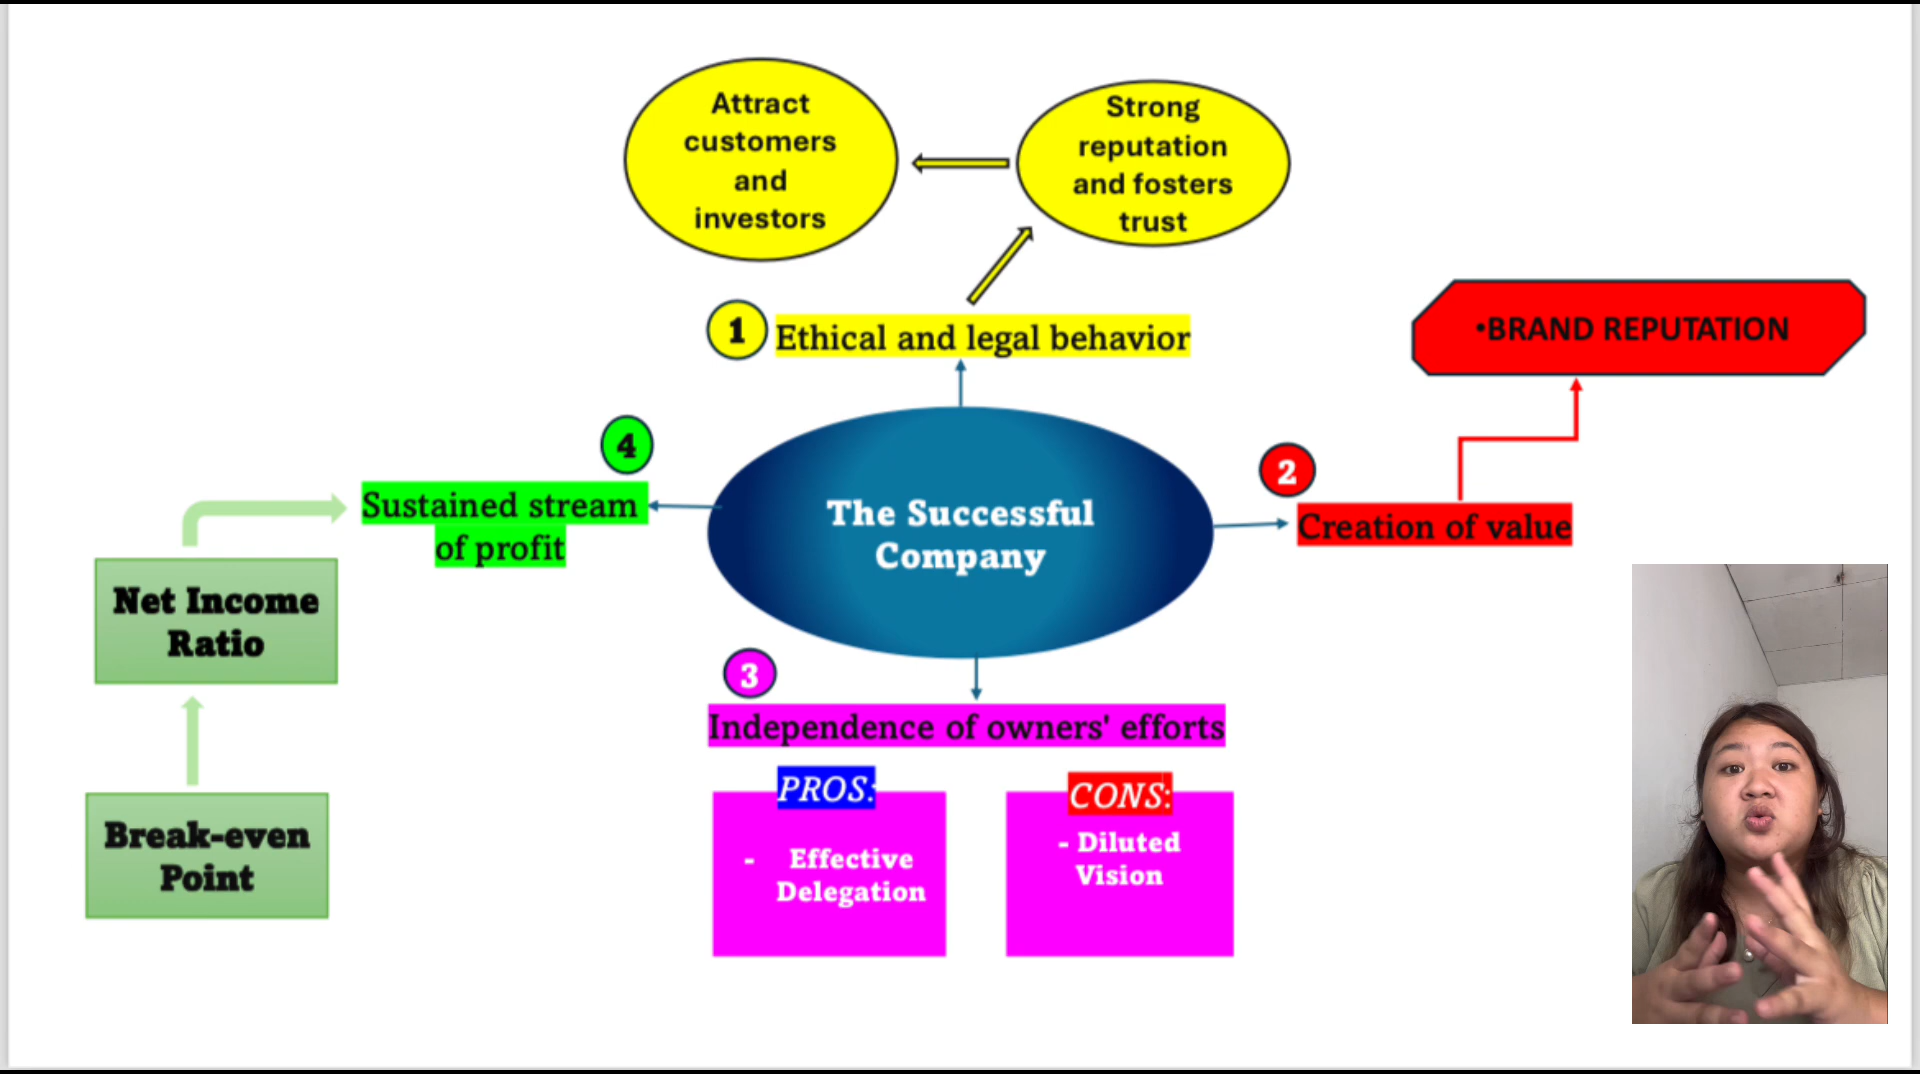 Attract
customers
and
investors
Strong
reputation
and fosters
trust
1
Ethical and legal behavior
•BRAND REPUTATION
4
Sustained stream
of profit
The Successful
Company
2
Creation of value
Net Income
Ratio
3
Independence of owners' efforts
PROS:
- Effective
Delegation
CONS:
- Diluted
Vision
Break-even
Point